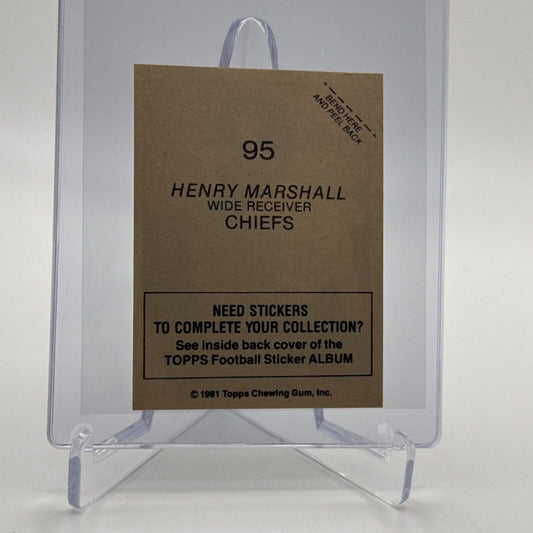 BEND HERE
AND PEEL BACK
95
HENRY MARSHALL
WIDE RECEIVER
CHIEFS
NEED STICKERS
TO COMPLETE YOUR COLLECTION?
See inside back cover of the
TOPPS Football Sticker ALBUM
© 1981 Topps Chewing Gum, Inc.